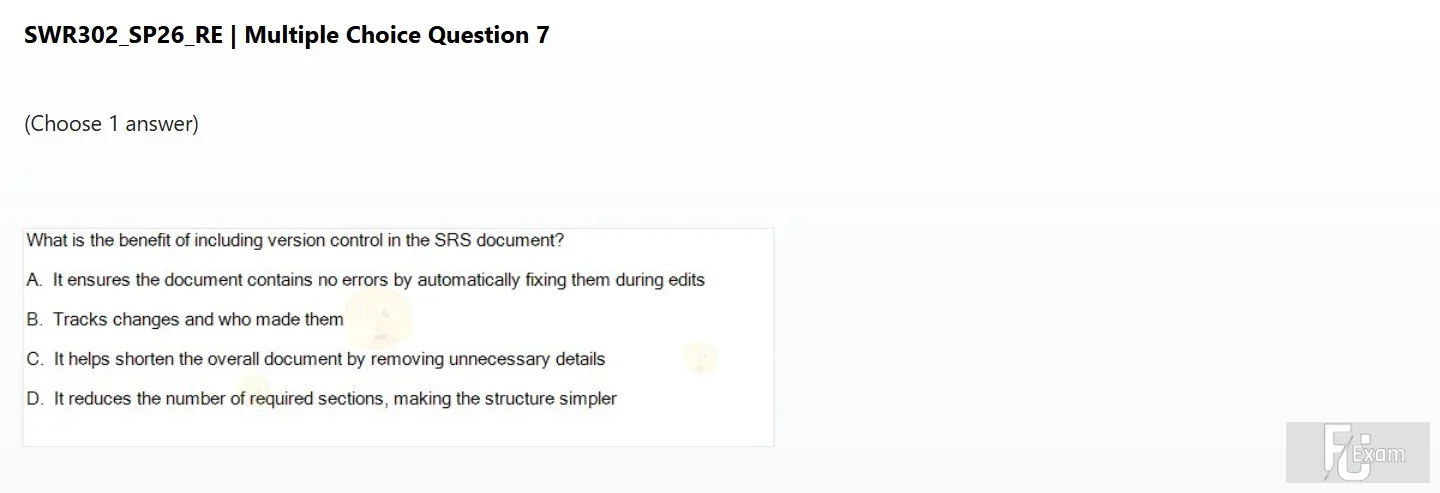 SWR302_SP26_RE | Multiple Choice Question 7
(Choose 1 answer)
What is the benefit of including version control in the SRS document?
A. It ensures the document contains no errors by automatically fixing them during edits
B. Tracks changes and who made them
C. It helps shorten the overall document by removing unnecessary details
D. It reduces the number of required sections, making the structure simpler
FU Exam